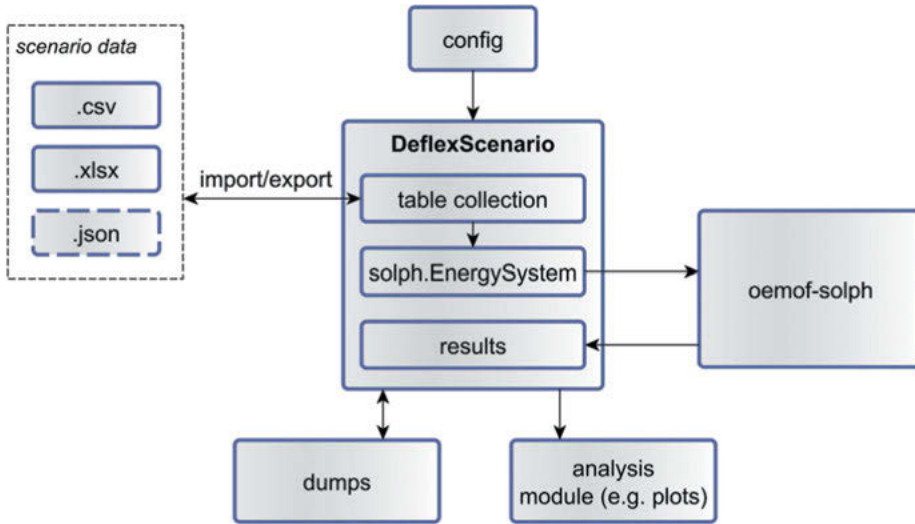 scenario data
.csv
.xlsx
.json
import/export
config
DeflexScenario
table collection
solph.EnergySystem
results
oemof-solph
dumps
analysis
module (e.g. plots)